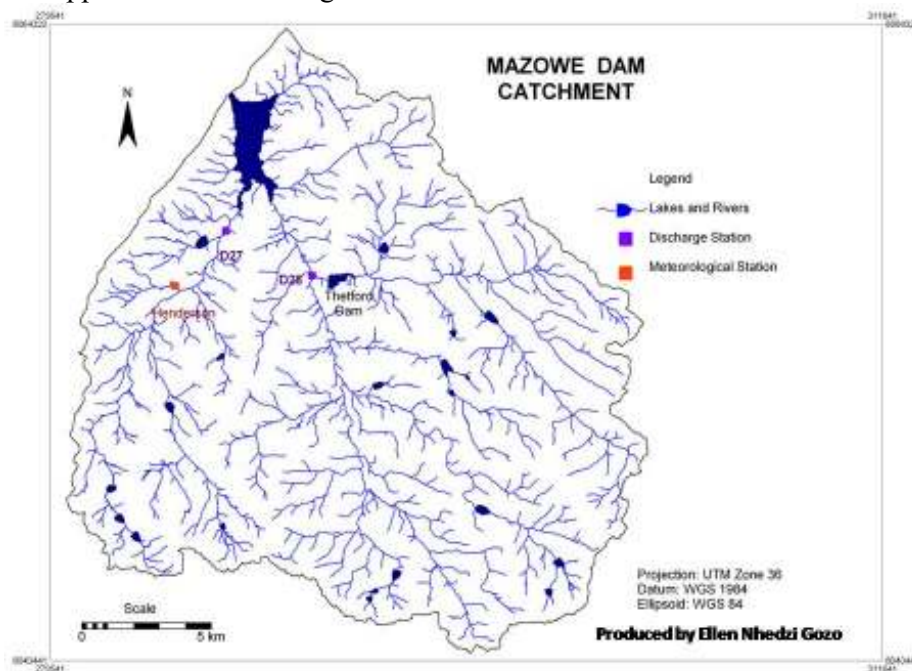 MAZOWE DAM
CATCHMENT
N
Legend
Lakes and Rivers
Discharge Station
Meteorological Station
D27
D28
Thetford
Dam
Henderson
Projection: UTM Zone 36
Datum: WGS 1984
Ellipsoid: WGS 84
Scale
5 km
Produced by Ellen Nhedzi Gozo